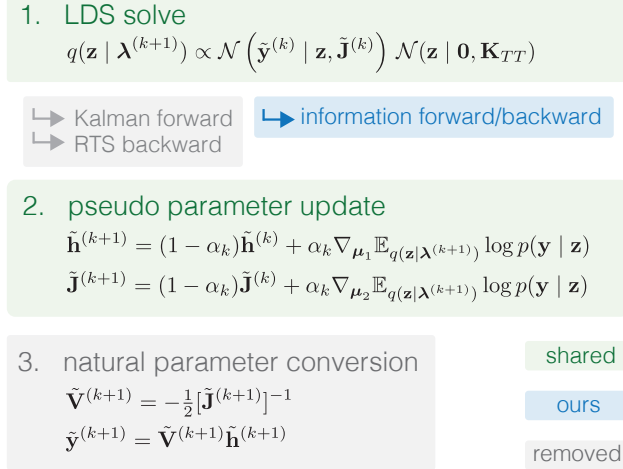 1. LDS solve
q(z | λ^(k+1)) ∝ 𝒩(ỹ^(k) | z, J̃^(k)) 𝒩(z | 0, K_TT)
↳ Kalman forward
↳ RTS backward
↳ information forward/backward
2. pseudo parameter update
h̃^(k+1) = (1 − α_k)h̃^(k) + α_k∇_μ₁ 𝔼_q(z|λ^(k+1)) log p(y | z)
J̃^(k+1) = (1 − α_k)J̃^(k) + α_k∇_μ₂ 𝔼_q(z|λ^(k+1)) log p(y | z)
3. natural parameter conversion
Ṽ^(k+1) = −½[J̃^(k+1)]^−1
ỹ^(k+1) = Ṽ^(k+1)h̃^(k+1)
shared
ours
removed